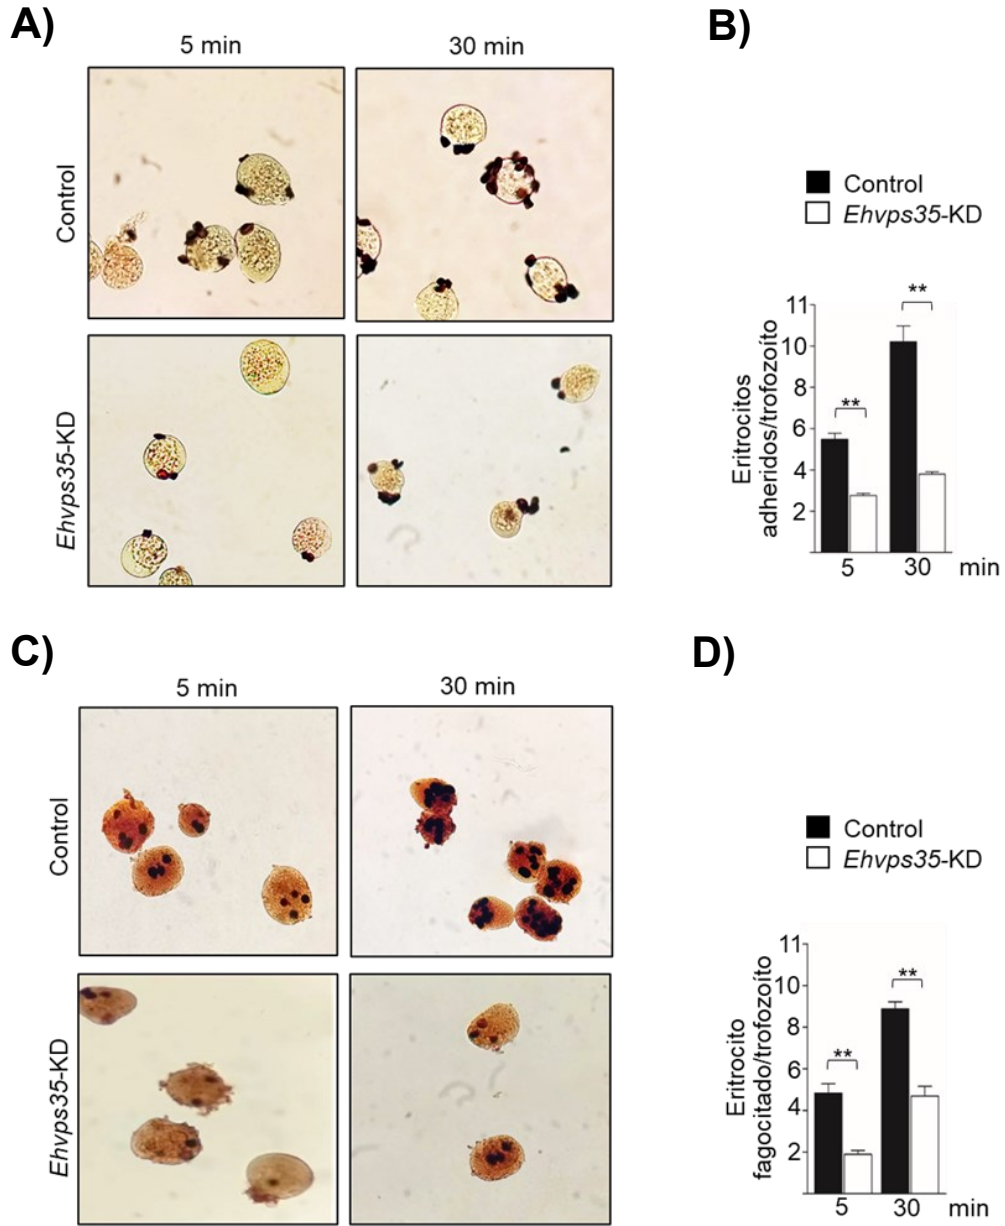 A)
5 min
30 min
Control
Ehvps35-KD
B)
Control
Ehvps35-KD
Eritrocitos
adheridos/trofozoíto
11
10
8
6
4
2
**
**
5
30
min
C)
5 min
30 min
Control
Ehvps35-KD
D)
Control
Ehvps35-KD
Eritrocito
fagocitado/trofozoíto
11
10
8
6
4
2
**
**
5
30
min